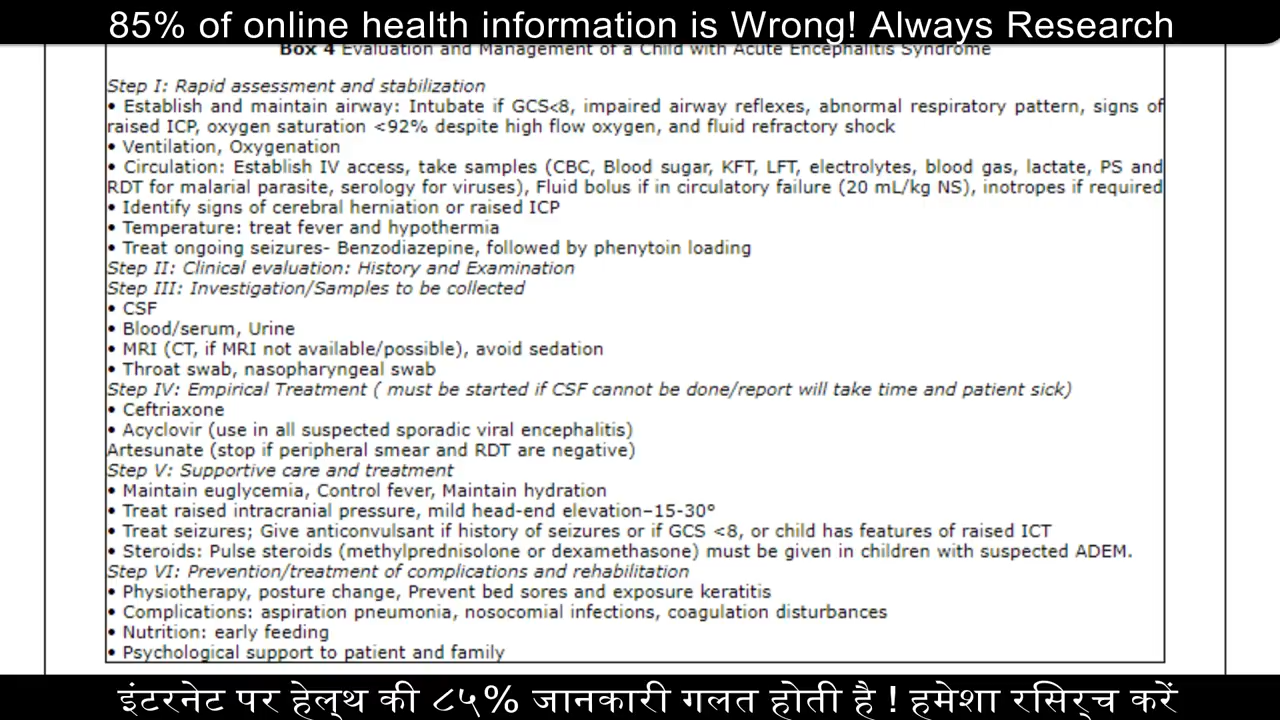 85% of online health information is Wrong! Always Research
Box 4 Evaluation and Management of a Child with Acute Encephalitis Syndrome
Step I: Rapid assessment and stabilization
• Establish and maintain airway: Intubate if GCS<8, impaired airway reflexes, abnormal respiratory pattern, signs of
raised ICP, oxygen saturation <92% despite high flow oxygen, and fluid refractory shock
• Ventilation, Oxygenation
• Circulation: Establish IV access, take samples (CBC, Blood sugar, KFT, LFT, electrolytes, blood gas, lactate, PS and
RDT for malarial parasite, serology for viruses), Fluid bolus if in circulatory failure (20 mL/kg NS), inotropes if required
• Identify signs of cerebral herniation or raised ICP
• Temperature: treat fever and hypothermia
• Treat ongoing seizures- Benzodiazepine, followed by phenytoin loading
Step II: Clinical evaluation: History and Examination
Step III: Investigation/Samples to be collected
• CSF
• Blood/serum, Urine
• MRI (CT, if MRI not available/possible), avoid sedation
• Throat swab, nasopharyngeal swab
Step IV: Empirical Treatment ( must be started if CSF cannot be done/report will take time and patient sick)
• Ceftriaxone
• Acyclovir (use in all suspected sporadic viral encephalitis)
Artesunate (stop if peripheral smear and RDT are negative)
Step V: Supportive care and treatment
• Maintain euglycemia, Control fever, Maintain hydration
• Treat raised intracranial pressure, mild head-end elevation–15-30°
• Treat seizures; Give anticonvulsant if history of seizures or if GCS <8, or child has features of raised ICT
• Steroids: Pulse steroids (methylprednisolone or dexamethasone) must be given in children with suspected ADEM.
Step VI: Prevention/treatment of complications and rehabilitation
• Physiotherapy, posture change, Prevent bed sores and exposure keratitis
• Complications: aspiration pneumonia, nosocomial infections, coagulation disturbances
• Nutrition: early feeding
• Psychological support to patient and family
इंटरनेट पर हेल्थ की ८५% जानकारी गलत होती है ! हमेशा रिसर्च करें